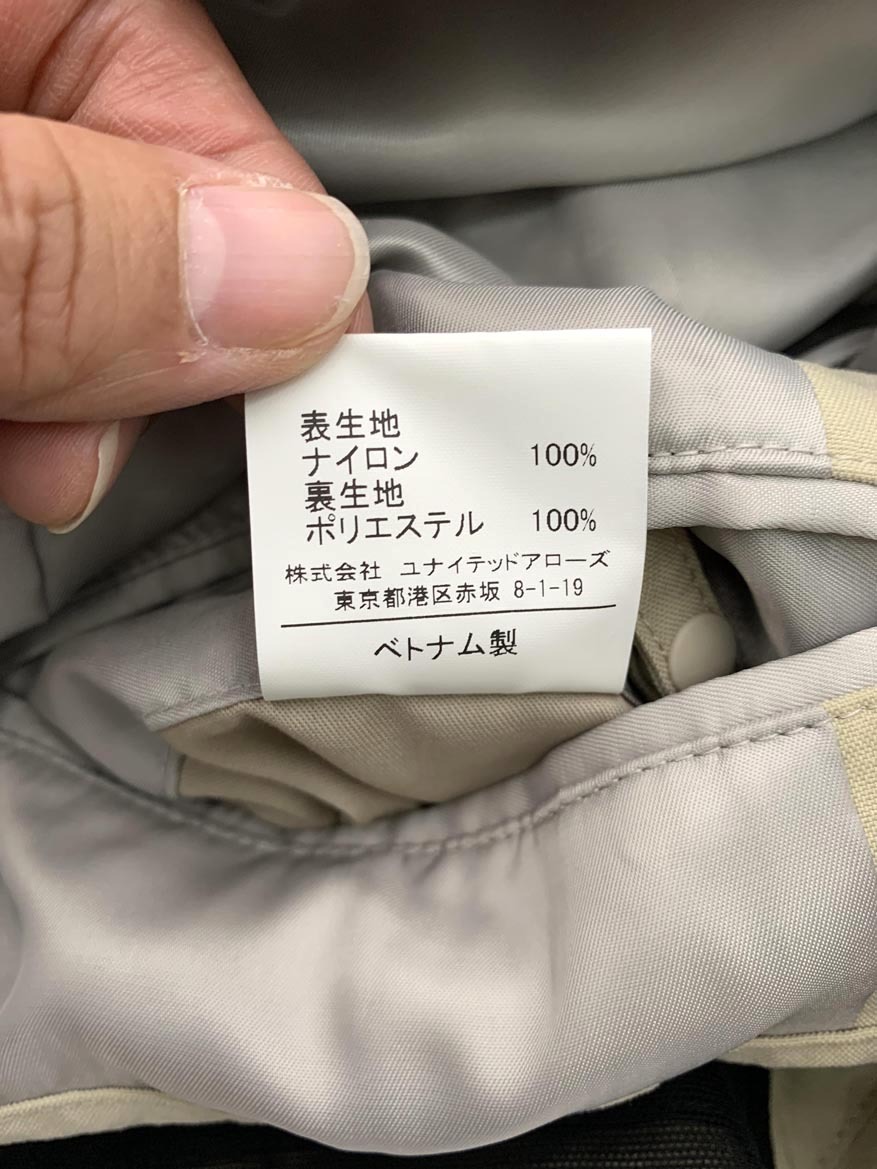 表生地
ナイロン 100%
裏生地
ポリエステル 100%
株式会社 ユナイテッドアローズ
東京都港区赤坂 8-1-19
ベトナム製